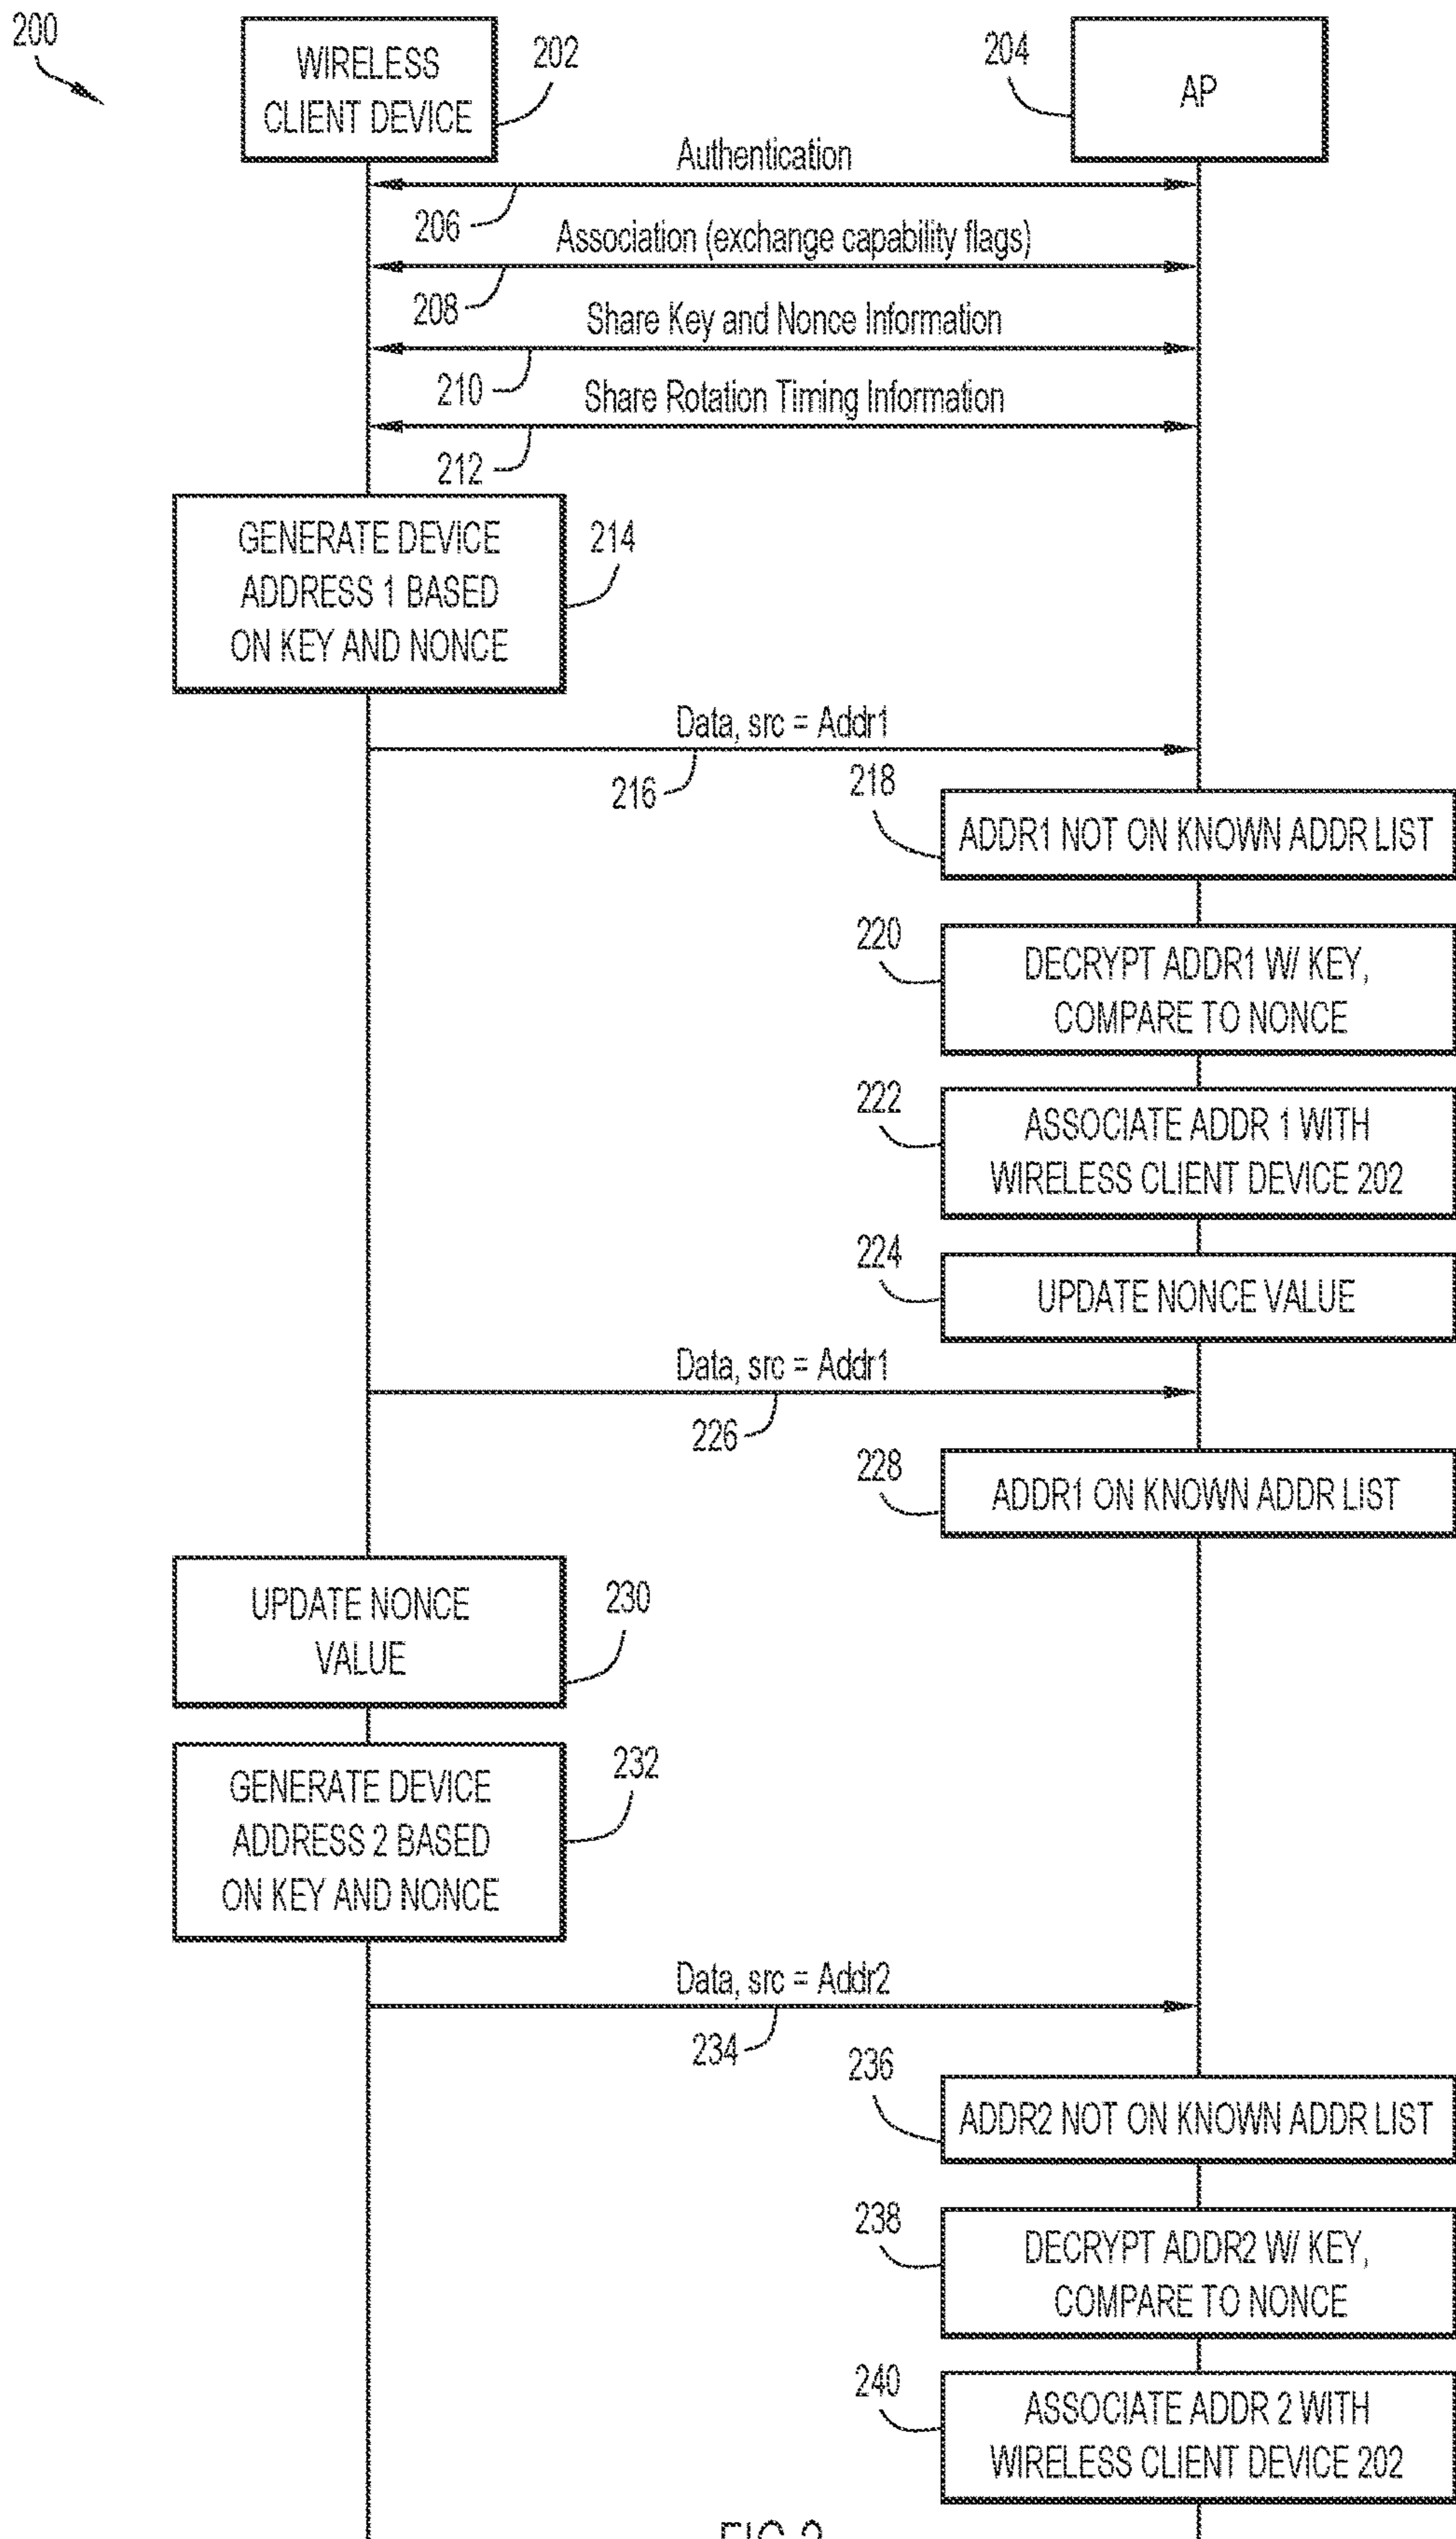 200
WIRELESS
CLIENT DEVICE
202
204
AP
Authentication
206
Association (exchange capability flags)
208
Share Key and Nonce Information
210
Share Rotation Timing Information
212
GENERATE DEVICE
ADDRESS 1 BASED
ON KEY AND NONCE
214
Data, src = Addr1
216
218
ADDR1 NOT ON KNOWN ADDR LIST
220
DECRYPT ADDR1 W/ KEY,
COMPARE TO NONCE
222
ASSOCIATE ADDR 1 WITH
WIRELESS CLIENT DEVICE 202
224
UPDATE NONCE VALUE
Data, src = Addr1
226
228
ADDR1 ON KNOWN ADDR LIST
UPDATE NONCE
VALUE
230
GENERATE DEVICE
ADDRESS 2 BASED
ON KEY AND NONCE
232
Data, src = Addr2
234
236
ADDR2 NOT ON KNOWN ADDR LIST
238
DECRYPT ADDR2 W/ KEY,
COMPARE TO NONCE
240
ASSOCIATE ADDR 2 WITH
WIRELESS CLIENT DEVICE 202